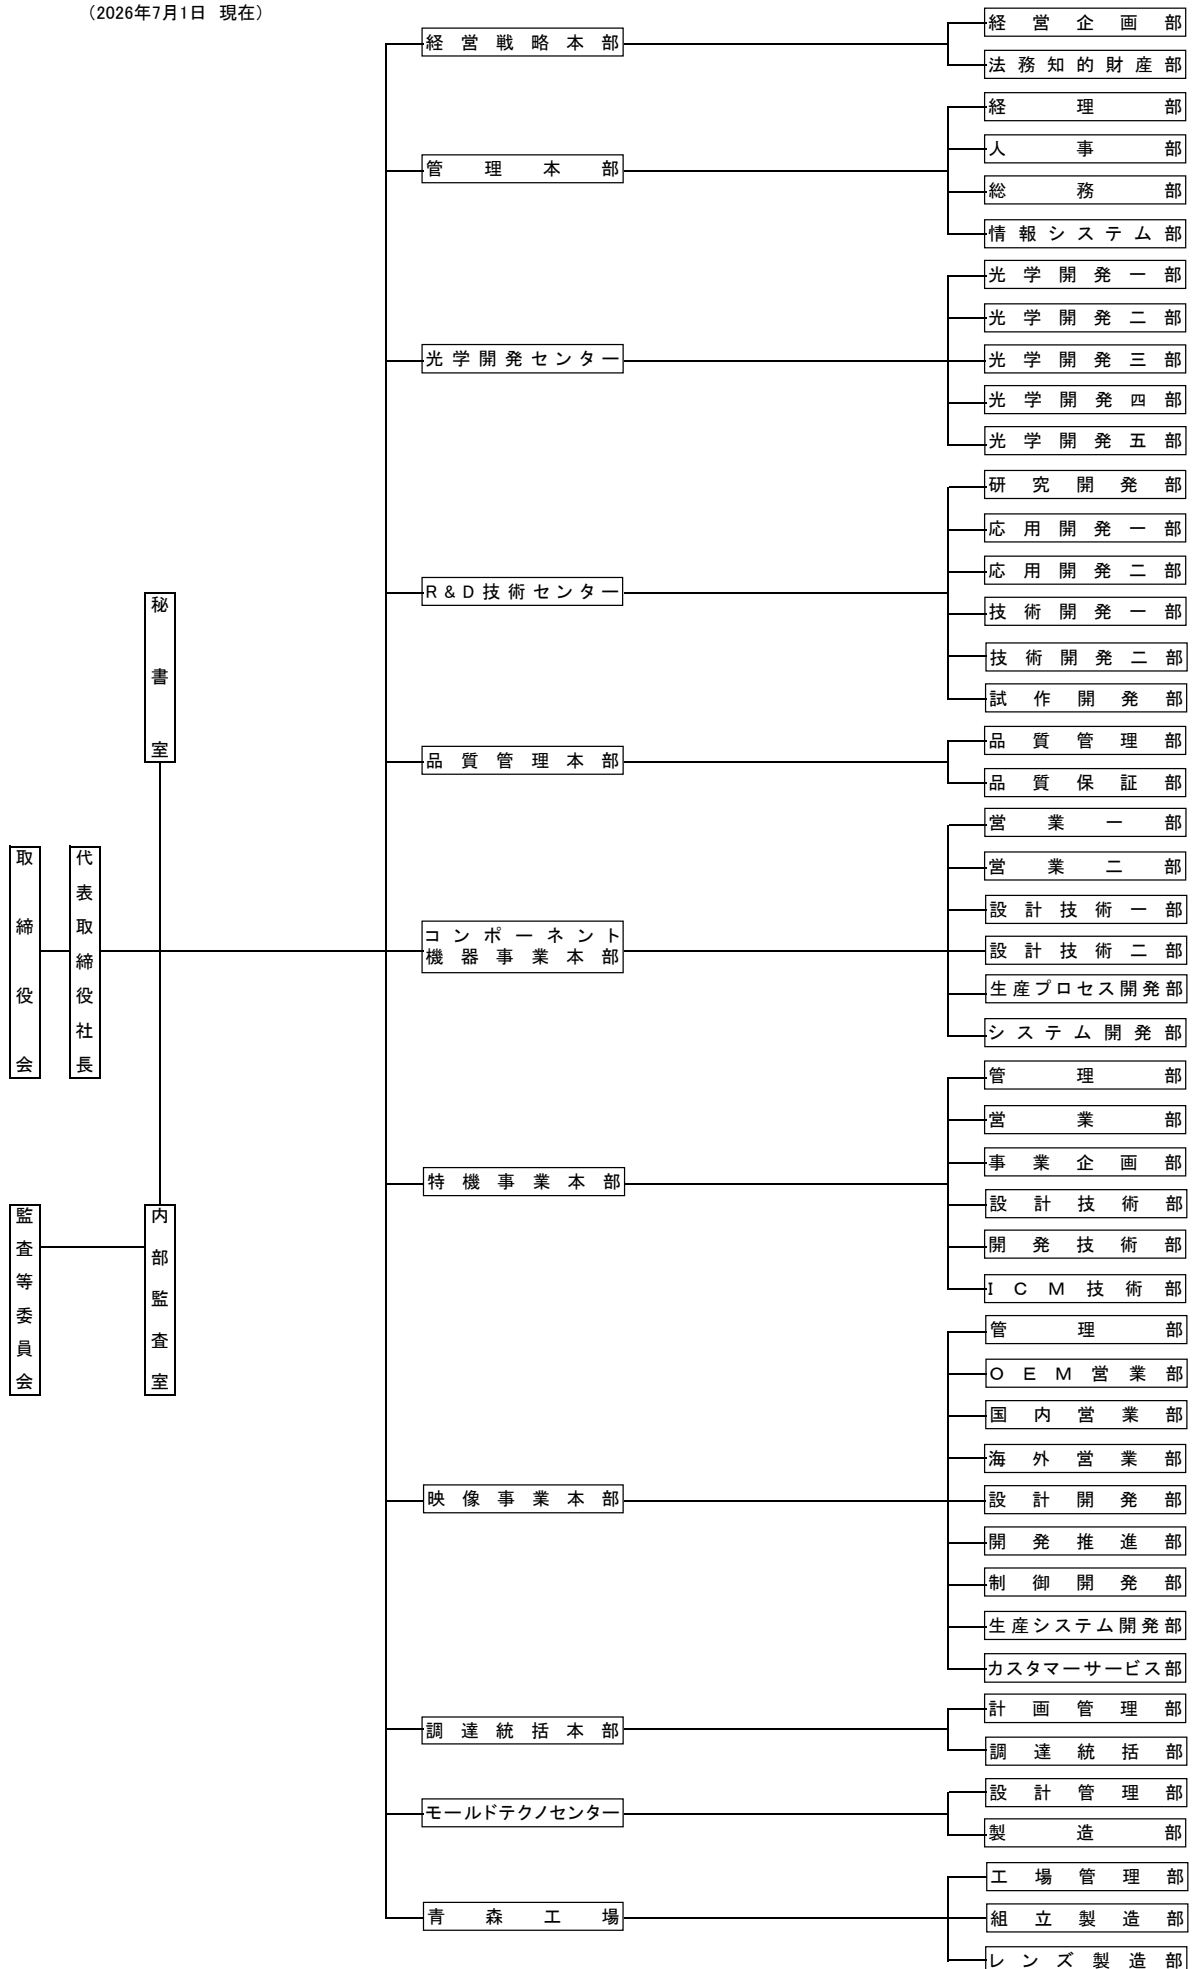 （2026年7月1日 現在）
取締役会
代表取締役社長
秘書室
監査等委員会
内部監査室
経営戦略本部
経営企画部
法務知的財産部
管理本部
経理部
人事部
総務部
情報システム部
光学開発センター
光学開発一部
光学開発二部
光学開発三部
光学開発四部
光学開発五部
R&D技術センター
研究開発部
応用開発一部
応用開発二部
技術開発一部
技術開発二部
試作開発部
品質管理本部
品質管理部
品質保証部
コンポーネント
機器事業本部
営業一部
営業二部
設計技術一部
設計技術二部
生産プロセス開発部
システム開発部
特機事業本部
管理部
営業部
事業企画部
設計技術部
開発技術部
ICM技術部
映像事業本部
管理部
OEM営業部
国内営業部
海外営業部
設計開発部
開発推進部
制御開発部
生産システム開発部
カスタマーサービス部
調達統括本部
計画管理部
調達統括部
モールドテクノセンター
設計管理部
製造部
青森工場
工場管理部
組立製造部
レンズ製造部